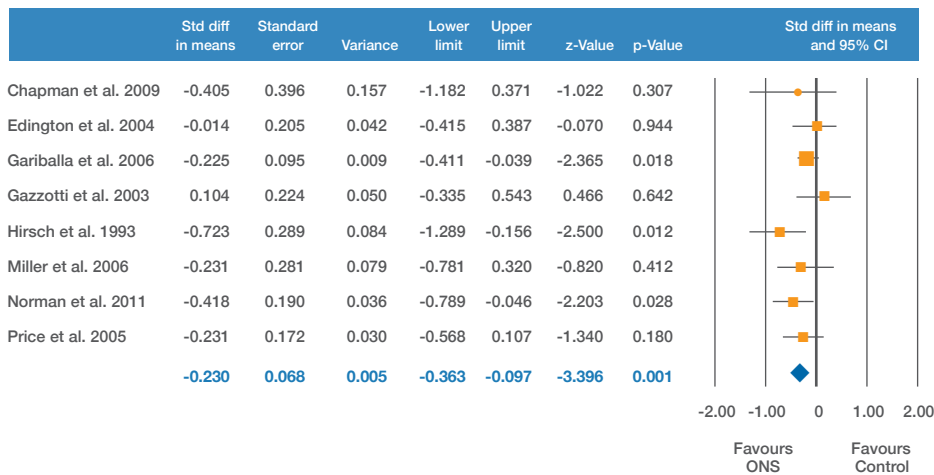 Std diff in means Standard error Variance Lower limit Upper limit z-Value p-Value Std diff in means and 95% CI
Chapman et al. 2009 -0.405 0.396 0.157 -1.182 0.371 -1.022 0.307
Edington et al. 2004 -0.014 0.205 0.042 -0.415 0.387 -0.070 0.944
Gariballa et al. 2006 -0.225 0.095 0.009 -0.411 -0.039 -2.365 0.018
Gazzotti et al. 2003 0.104 0.224 0.050 -0.335 0.543 0.466 0.642
Hirsch et al. 1993 -0.723 0.289 0.084 -1.289 -0.156 -2.500 0.012
Miller et al. 2006 -0.231 0.281 0.079 -0.781 0.320 -0.820 0.412
Norman et al. 2011 -0.418 0.190 0.036 -0.789 -0.046 -2.203 0.028
Price et al. 2005 -0.231 0.172 0.030 -0.568 0.107 -1.340 0.180
-0.230 0.068 0.005 -0.363 -0.097 -3.396 0.001
-2.00 -1.00 0 1.00 2.00
Favours ONS
Favours Control